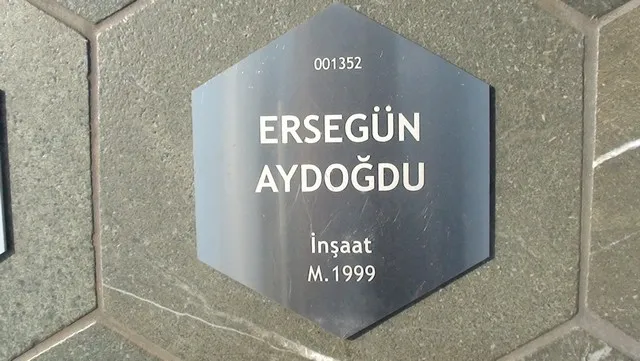 001352
ERSEGÜN
AYDOĞDU
İnşaat
M.1999